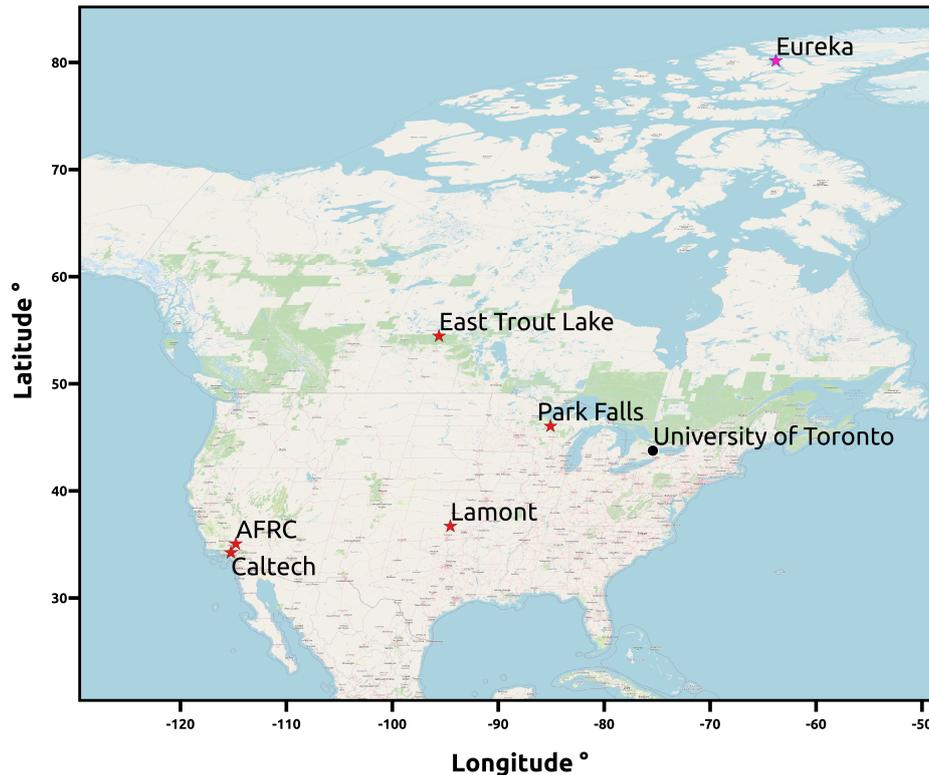 Eureka
80
70
60
East Trout Lake
50
Park Falls
University of Toronto
40
Lamont
AFRC
Caltech
30
Latitude °
-120 -110 -100 -90 -80 -70 -60 -50
Longitude °